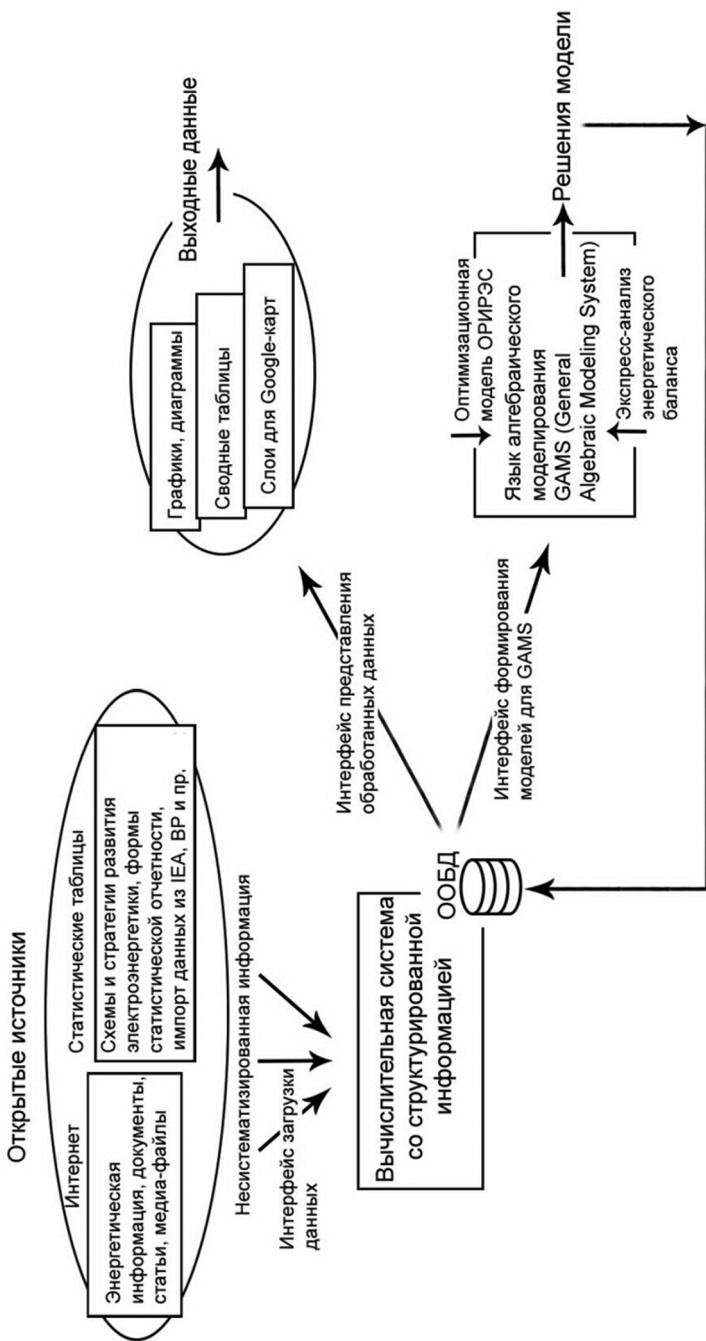 Открытые источники
Интернет
Энергетическая
информация, документы,
статьи, медиа-файлы
Статистические таблицы
Схемы и стратегии развития
электроэнергетики, формы
статистической отчетности,
импорт данных из IEA, BP и пр.
Несистематизированная информация
Интерфейс загрузки
данных
Вычислительная система
со структурированной
информацией
ООБД
Интерфейс представления
обработанных данных
Интерфейс формирования
моделей для GAMS
Графики, диаграммы
Сводные таблицы
Слои для Google-карт
Выходные данные
Оптимизационная
модель ОРИРЭС
Язык алгебраического
моделирования
GAMS (General
Algebraic Modeling System)
Экспресс-анализ
энергетического
баланса
Решения модели